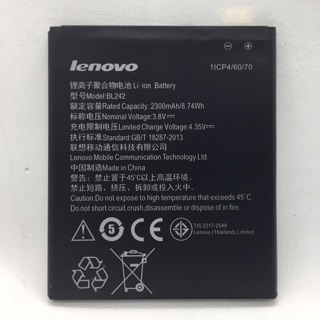 lenovo
1ICP4/60/70
锂离子聚合物电池 Li-ion Battery
型号Model:BL242
额定容量Rated Capacity: 2300mAh/8.74Wh
标称电压Nominal Voltage:3.8V⎓
充电限制电压Limited Charge Voltage:4.35V⎓
执行标准Standard:GB/T 18287-2013
联想移动通信科技有限公司
Lenovo Mobile Communication Technology Ltd.
中国制造Made in China
警告：禁止置于45℃以上高温环境。
禁止短路、挤压、拆卸或投入火中。
Caution:Do not expose to high temperature that exceeds 45℃.
Do not short circuit,crush,disassemble or dispose of in fire.
5
TIS 2217-2548
Lenovo (Thailand) Limited